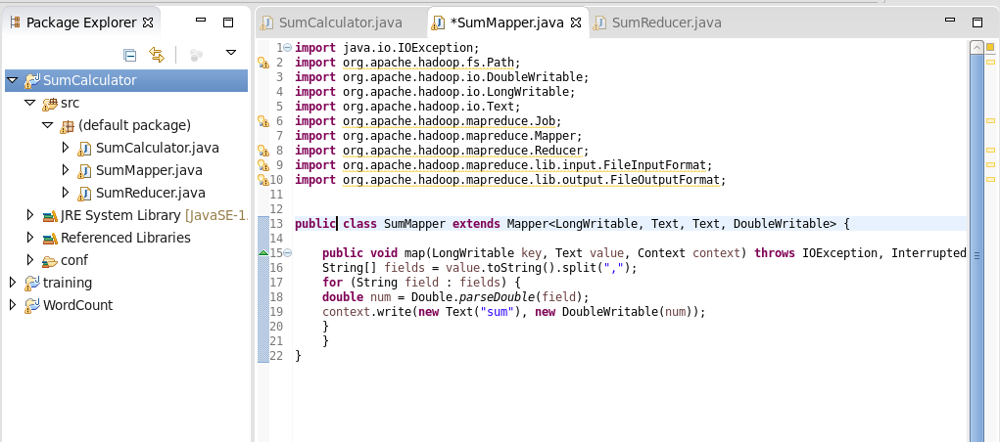 Package Explorer
SumCalculator
src
(default package)
SumCalculator.java
SumMapper.java
SumReducer.java
JRE System Library [JavaSE-1.
Referenced Libraries
conf
training
WordCount
SumCalculator.java
*SumMapper.java
SumReducer.java
1 import java.io.IOException;
2 import org.apache.hadoop.fs.Path;
3 import org.apache.hadoop.io.DoubleWritable;
4 import org.apache.hadoop.io.LongWritable;
5 import org.apache.hadoop.io.Text;
6 import org.apache.hadoop.mapreduce.Job;
7 import org.apache.hadoop.mapreduce.Mapper;
8 import org.apache.hadoop.mapreduce.Reducer;
9 import org.apache.hadoop.mapreduce.lib.input.FileInputFormat;
10 import org.apache.hadoop.mapreduce.lib.output.FileOutputFormat;
11
12
13 public class SumMapper extends Mapper<LongWritable, Text, Text, DoubleWritable> {
14
15 public void map(LongWritable key, Text value, Context context) throws IOException, Interrupted
16 String[] fields = value.toString().split(",");
17 for (String field : fields) {
18 double num = Double.parseDouble(field);
19 context.write(new Text("sum"), new DoubleWritable(num));
20 }
21 }
22 }